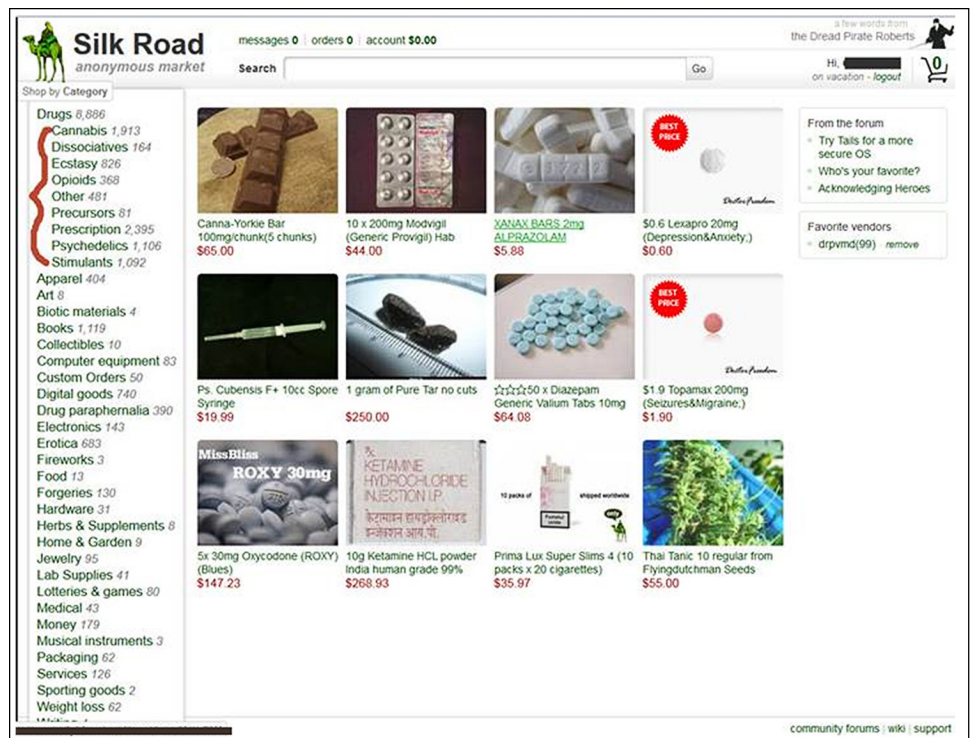 Silk Road
anonymous market
messages 0 | orders 0 | account $0.00
a few words from
the Dread Pirate Roberts
Search
Go
Hi,
on vacation - logout
0
Shop by Category
Drugs 8,886
Cannabis 1,913
Dissociatives 164
Ecstasy 826
Opioids 368
Other 481
Precursors 81
Prescription 2,395
Psychedelics 1,106
Stimulants 1,092
Apparel 404
Art 8
Biotic materials 4
Books 1,119
Collectibles 10
Computer equipment 83
Custom Orders 50
Digital goods 740
Drug paraphernalia 390
Electronics 143
Erotica 683
Fireworks 3
Food 13
Forgeries 130
Hardware 31
Herbs & Supplements 8
Home & Garden 9
Jewelry 95
Lab Supplies 41
Lotteries & games 80
Medical 43
Money 179
Musical instruments 3
Packaging 62
Services 126
Sporting goods 2
Weight loss 62
Canna-Yorkie Bar
100mg/chunk(5 chunks)
$65.00
10 x 200mg Modvigil
(Generic Provigil) Hab
$44.00
XANAX BARS 2mg
ALPRAZOLAM
$5.88
BEST
PRICE
Doctor Freedom
$0.6 Lexapro 20mg
(Depression&Anxiety;)
$0.60
Ps. Cubensis F+ 10cc Spore
Syringe
$19.99
1 gram of Pure Tar no cuts
$250.00
☆☆☆50 x Diazepam
Generic Valium Tabs 10mg
$64.08
BEST
PRICE
Doctor Freedom
$1.9 Topamax 200mg
(Seizures&Migraine;)
$1.90
MissBliss
ROXY 30mg
5x 30mg Oxycodone (ROXY)
(Blues)
$147.23
Rx
KETAMINE
HYDROCHLORIDE
INJECTION I.P.
केटामायन हायड्रोक्लोराइड
इन्जेक्शन आय.पी.
10g Ketamine HCL powder
India human grade 99%
$268.93
10 packs of
shipped worldwide
only
Prima Lux Super Slims 4 (10
packs x 20 cigarettes)
$35.97
Thai Tanic 10 regular from
Flyingdutchman Seeds
$55.00
From the forum
Try Tails for a more
secure OS
Who's your favorite?
Acknowledging Heroes
Favorite vendors
drpvmd(99) remove
community forums | wiki | support